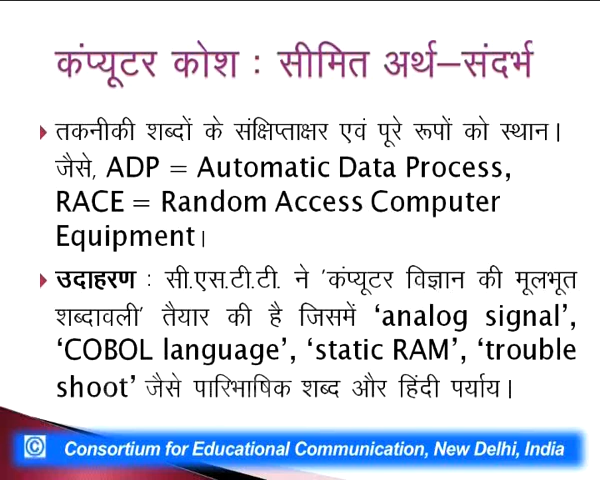 कंप्यूटर कोश : सीमित अर्थ–संदर्भ
तकनीकी शब्दों के संक्षिप्ताक्षर एवं पूरे रूपों को स्थान।
जैसे, ADP = Automatic Data Process,
RACE = Random Access Computer
Equipment।
उदाहरण : सी.एस.टी.टी. ने 'कंप्यूटर विज्ञान की मूलभूत
शब्दावली' तैयार की है जिसमें ‘analog signal’,
‘COBOL language’, ‘static RAM’, ‘trouble
shoot’ जैसे पारिभाषिक शब्द और हिंदी पर्याय।
© Consortium for Educational Communication, New Delhi, India